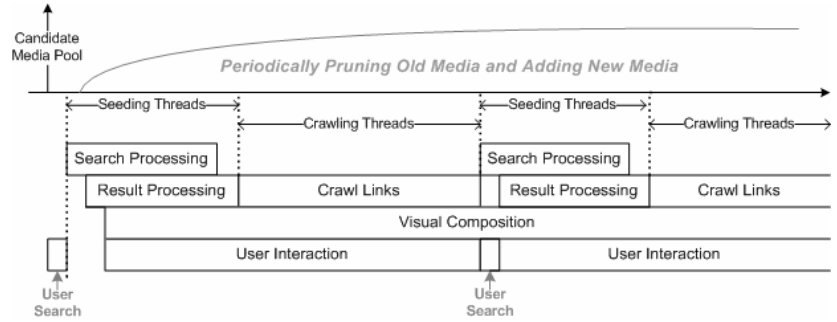 Candidate
Media Pool
Periodically Pruning Old Media and Adding New Media
Seeding Threads
Seeding Threads
Crawling Threads
Crawling Threads
Search Processing
Search Processing
Result Processing
Crawl Links
Result Processing
Crawl Links
Visual Composition
User Interaction
User Interaction
User
Search
User
Search